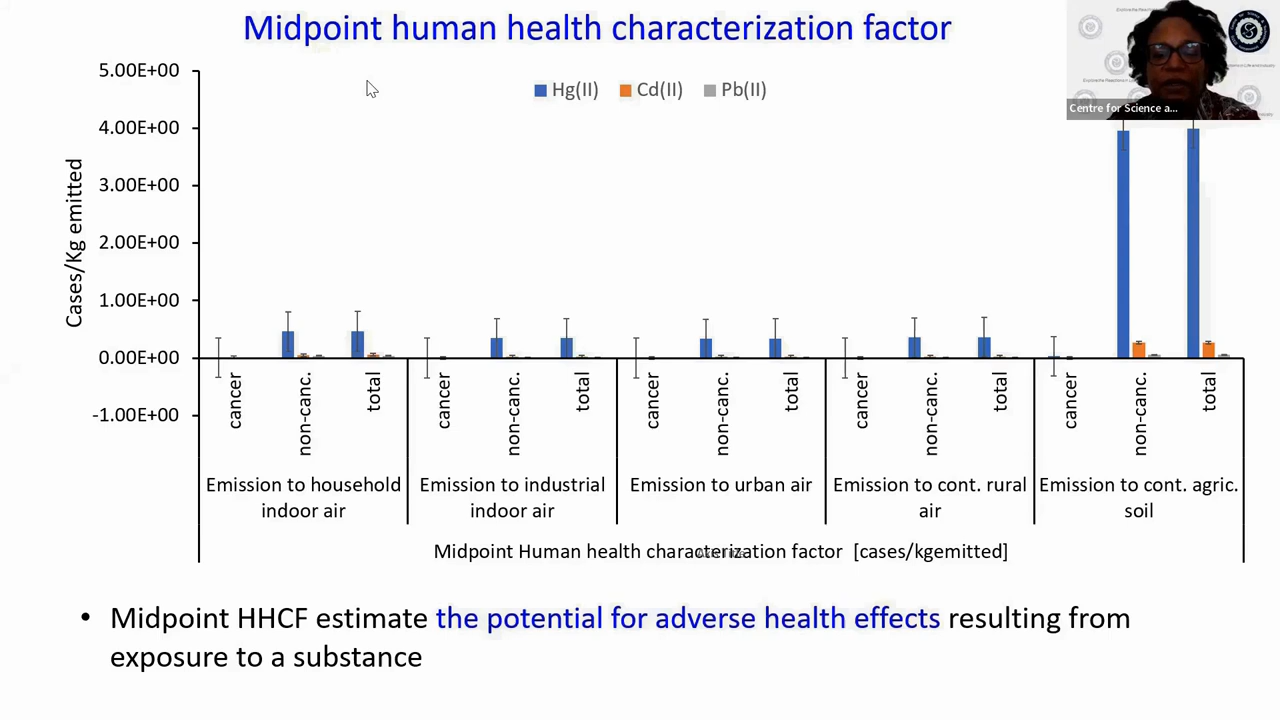 Midpoint human health characterization factor
5.00E+00
4.00E+00
3.00E+00
2.00E+00
1.00E+00
0.00E+00
-1.00E+00
Cases/Kg emitted
Hg(II) Cd(II) Pb(II)
Centre for Science a...
cancer non-canc. total cancer non-canc. total cancer non-canc. total cancer non-canc. total cancer non-canc. total
Emission to household
indoor air
Emission to industrial
indoor air
Emission to urban air
Emission to cont. rural
air
Emission to cont. agric.
soil
Midpoint Human health characterization factor [cases/kgemitted]
• Midpoint HHCF estimate the potential for adverse health effects resulting from
exposure to a substance